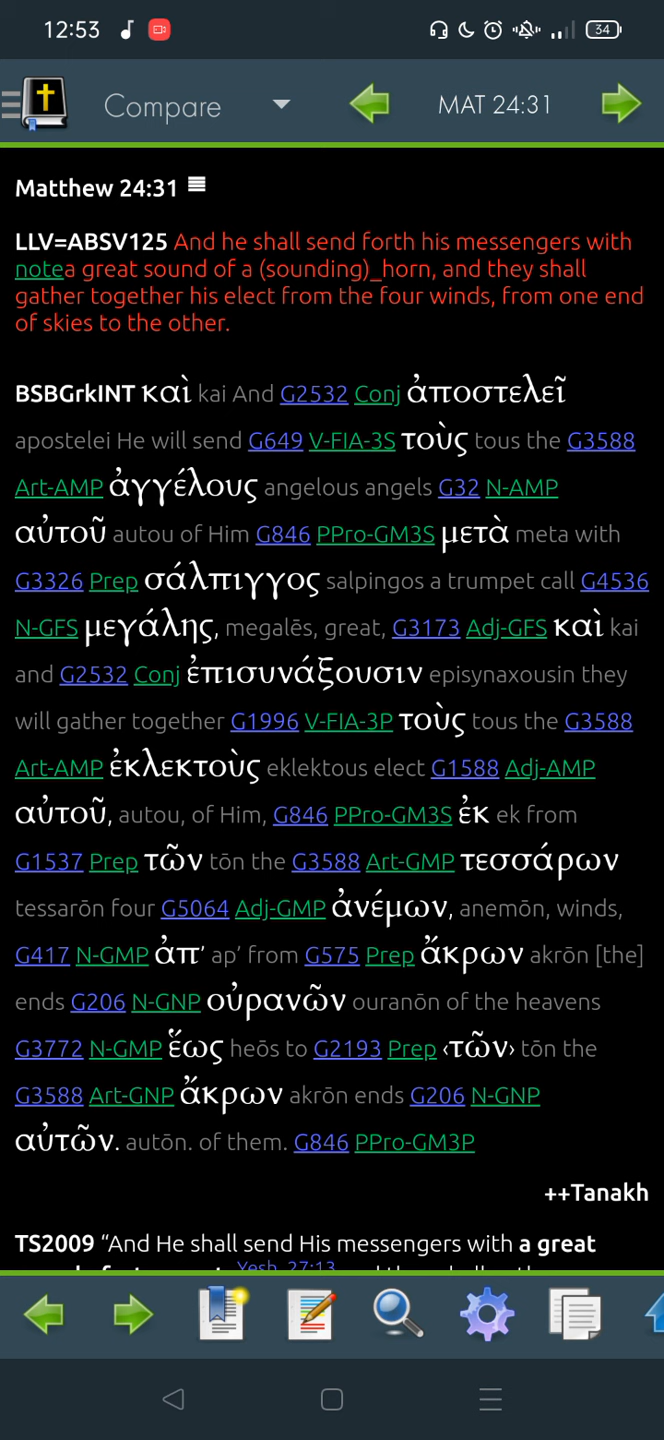 12:53
34
Compare
MAT 24:31
Matthew 24:31
LLV=ABSV125 And he shall send forth his messengers with
notea great sound of a (sounding)_horn, and they shall
gather together his elect from the four winds, from one end
of skies to the other.
BSBGrkINT καὶ kai And G2532 Conj ἀποστελεῖ
apostelei He will send G649 V-FIA-3S τοὺς tous the G3588
Art-AMP ἀγγέλους angelous angels G32 N-AMP
αὐτοῦ autou of Him G846 PPro-GM3S μετὰ meta with
G3326 Prep σάλπιγγος salpingos a trumpet call G4536
N-GFS μεγάλης, megalēs, great, G3173 Adj-GFS καὶ kai
and G2532 Conj ἐπισυνάξουσιν episynaxousin they
will gather together G1996 V-FIA-3P τοὺς tous the G3588
Art-AMP ἐκλεκτοὺς eklektous elect G1588 Adj-AMP
αὐτοῦ, autou, of Him, G846 PPro-GM3S ἐκ ek from
G1537 Prep τῶν tōn the G3588 Art-GMP τεσσάρων
tessarōn four G5064 Adj-GMP ἀνέμων, anemōn, winds,
G417 N-GMP ἀπ’ ap’ from G575 Prep ἄκρων akrōn [the]
ends G206 N-GNP οὐρανῶν ouranōn of the heavens
G3772 N-GMP ἕως heōs to G2193 Prep ‹τῶν› tōn the
G3588 Art-GNP ἄκρων akrōn ends G206 N-GNP
αὐτῶν. autōn. of them. G846 PPro-GM3P
++Tanakh
TS2009 “And He shall send His messengers with a great
Yesh. 27:13